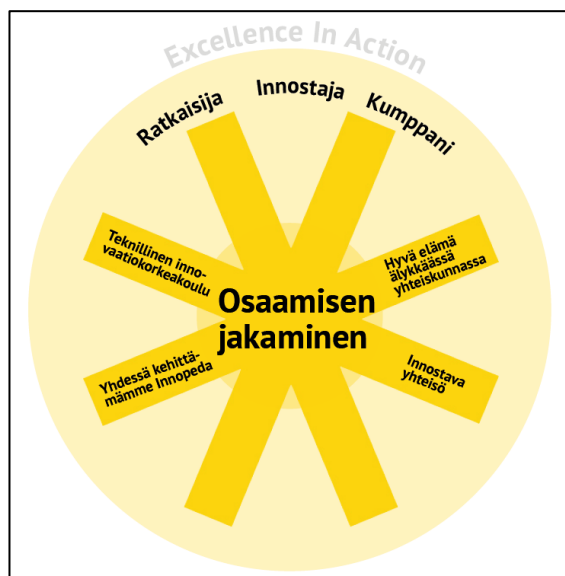 Excellence In Action
Ratkaisija
Innostaja
Kumppani
Teknillinen inno-
vaatiokorkeakoulu
Hyvä elämä
älykkäässä
yhteiskunnassa
Osaamisen
jakaminen
Yhdessä kehittä-
mämme Innopeda
Innostava
yhteisö